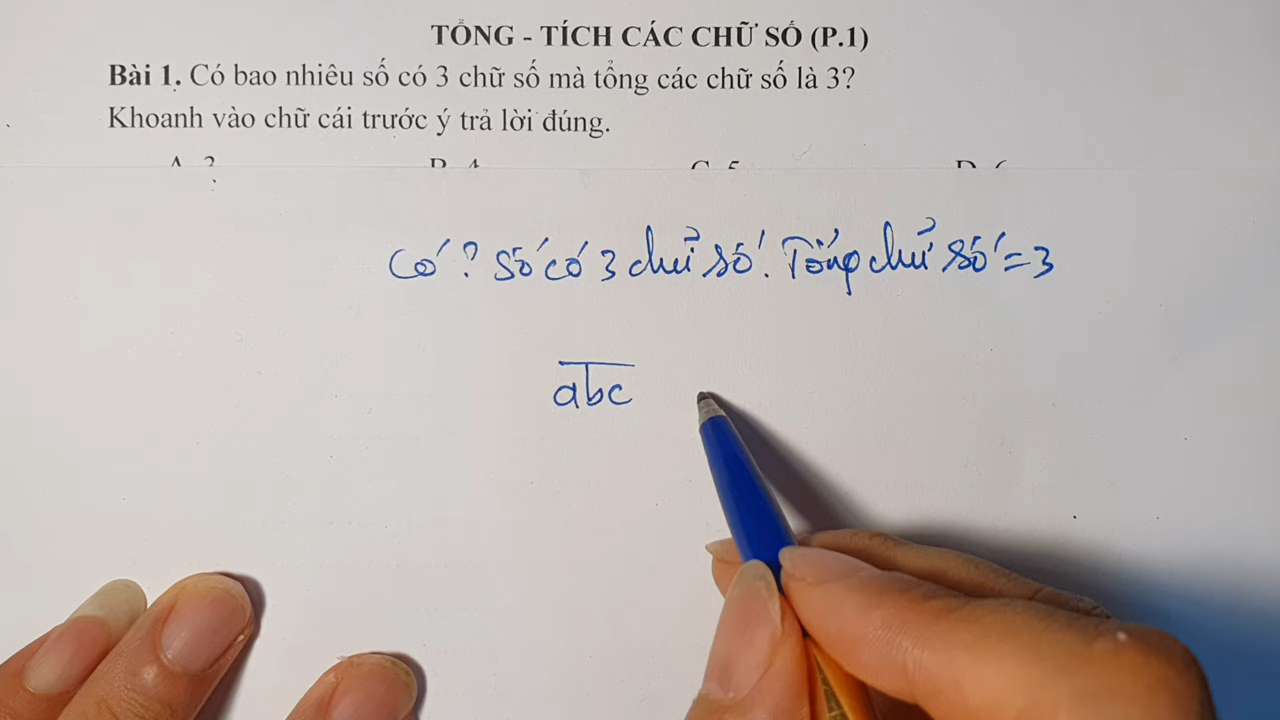 TỔNG - TÍCH CÁC CHỮ SỐ (P.1)
Bài 1. Có bao nhiêu số có 3 chữ số mà tổng các chữ số là 3?
Khoanh vào chữ cái trước ý trả lời đúng.
Có ? số có 3 chữ số. Tổng chữ số = 3
abc